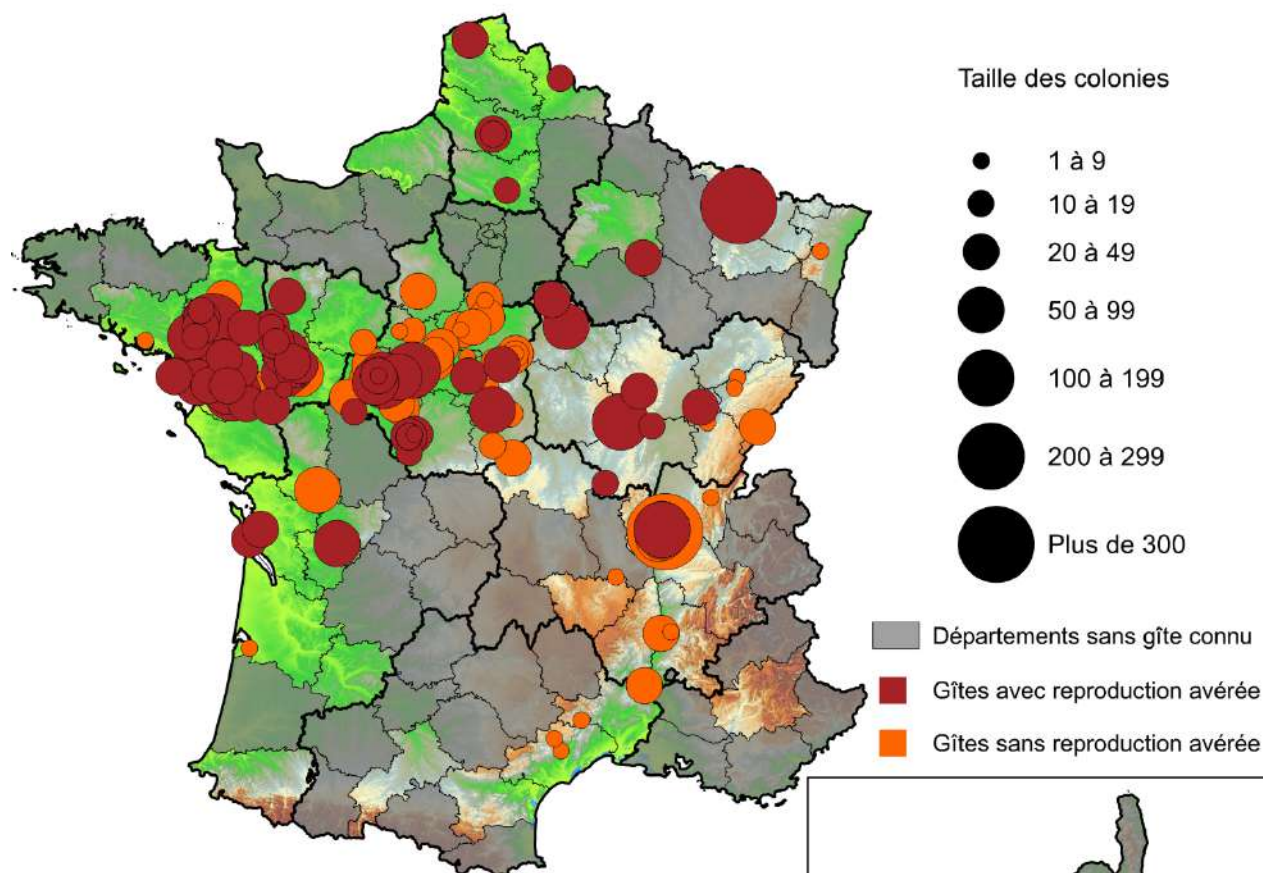 Taille des colonies
1 à 9
10 à 19
20 à 49
50 à 99
100 à 199
200 à 299
Plus de 300
Départements sans gîte connu
Gîtes avec reproduction avérée
Gîtes sans reproduction avérée